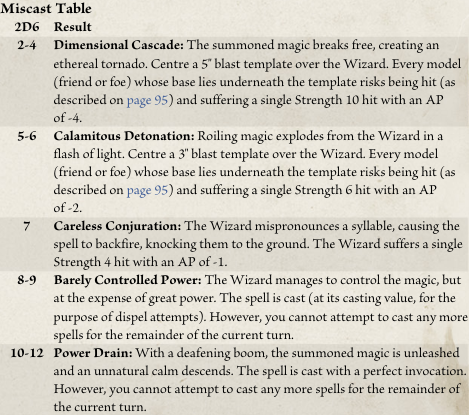 Miscast Table
2D6 Result
2-4 Dimensional Cascade: The summoned magic breaks free, creating an
ethereal tornado. Centre a 5" blast template over the Wizard. Every model
(friend or foe) whose base lies underneath the template risks being hit (as
described on page 95) and suffering a single Strength 10 hit with an AP
of -4.
5-6 Calamitous Detonation: Roiling magic explodes from the Wizard in a
flash of light. Centre a 3" blast template over the Wizard. Every model
(friend or foe) whose base lies underneath the template risks being hit (as
described on page 95) and suffering a single Strength 6 hit with an AP
of -2.
7 Careless Conjuration: The Wizard mispronounces a syllable, causing the
spell to backfire, knocking them to the ground. The Wizard suffers a single
Strength 4 hit with an AP of -1.
8-9 Barely Controlled Power: The Wizard manages to control the magic, but
at the expense of great power. The spell is cast (at its casting value, for the
purpose of dispel attempts). However, you cannot attempt to cast any more
spells for the remainder of the current turn.
10-12 Power Drain: With a deafening boom, the summoned magic is unleashed
and an unnatural calm descends. The spell is cast with a perfect invocation.
However, you cannot attempt to cast any more spells for the remainder of
the current turn.